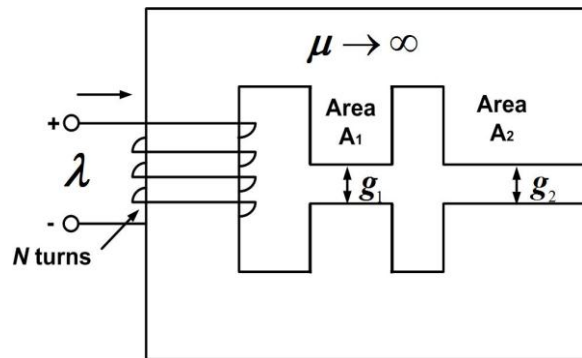 μ → ∞
Area
A₁
Area
A₂
+
λ
g₁
g₂
-
N turns